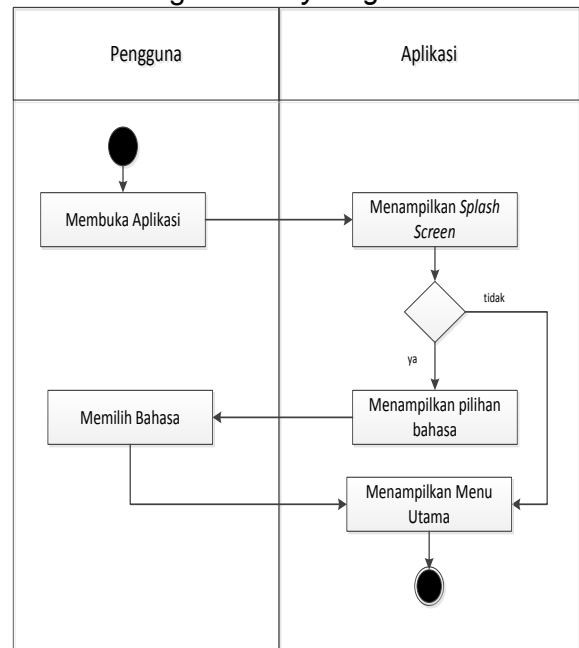 Pengguna
Aplikasi
Membuka Aplikasi
Menampilkan Splash
Screen
tidak
ya
Memilih Bahasa
Menampilkan pilihan
bahasa
Menampilkan Menu
Utama